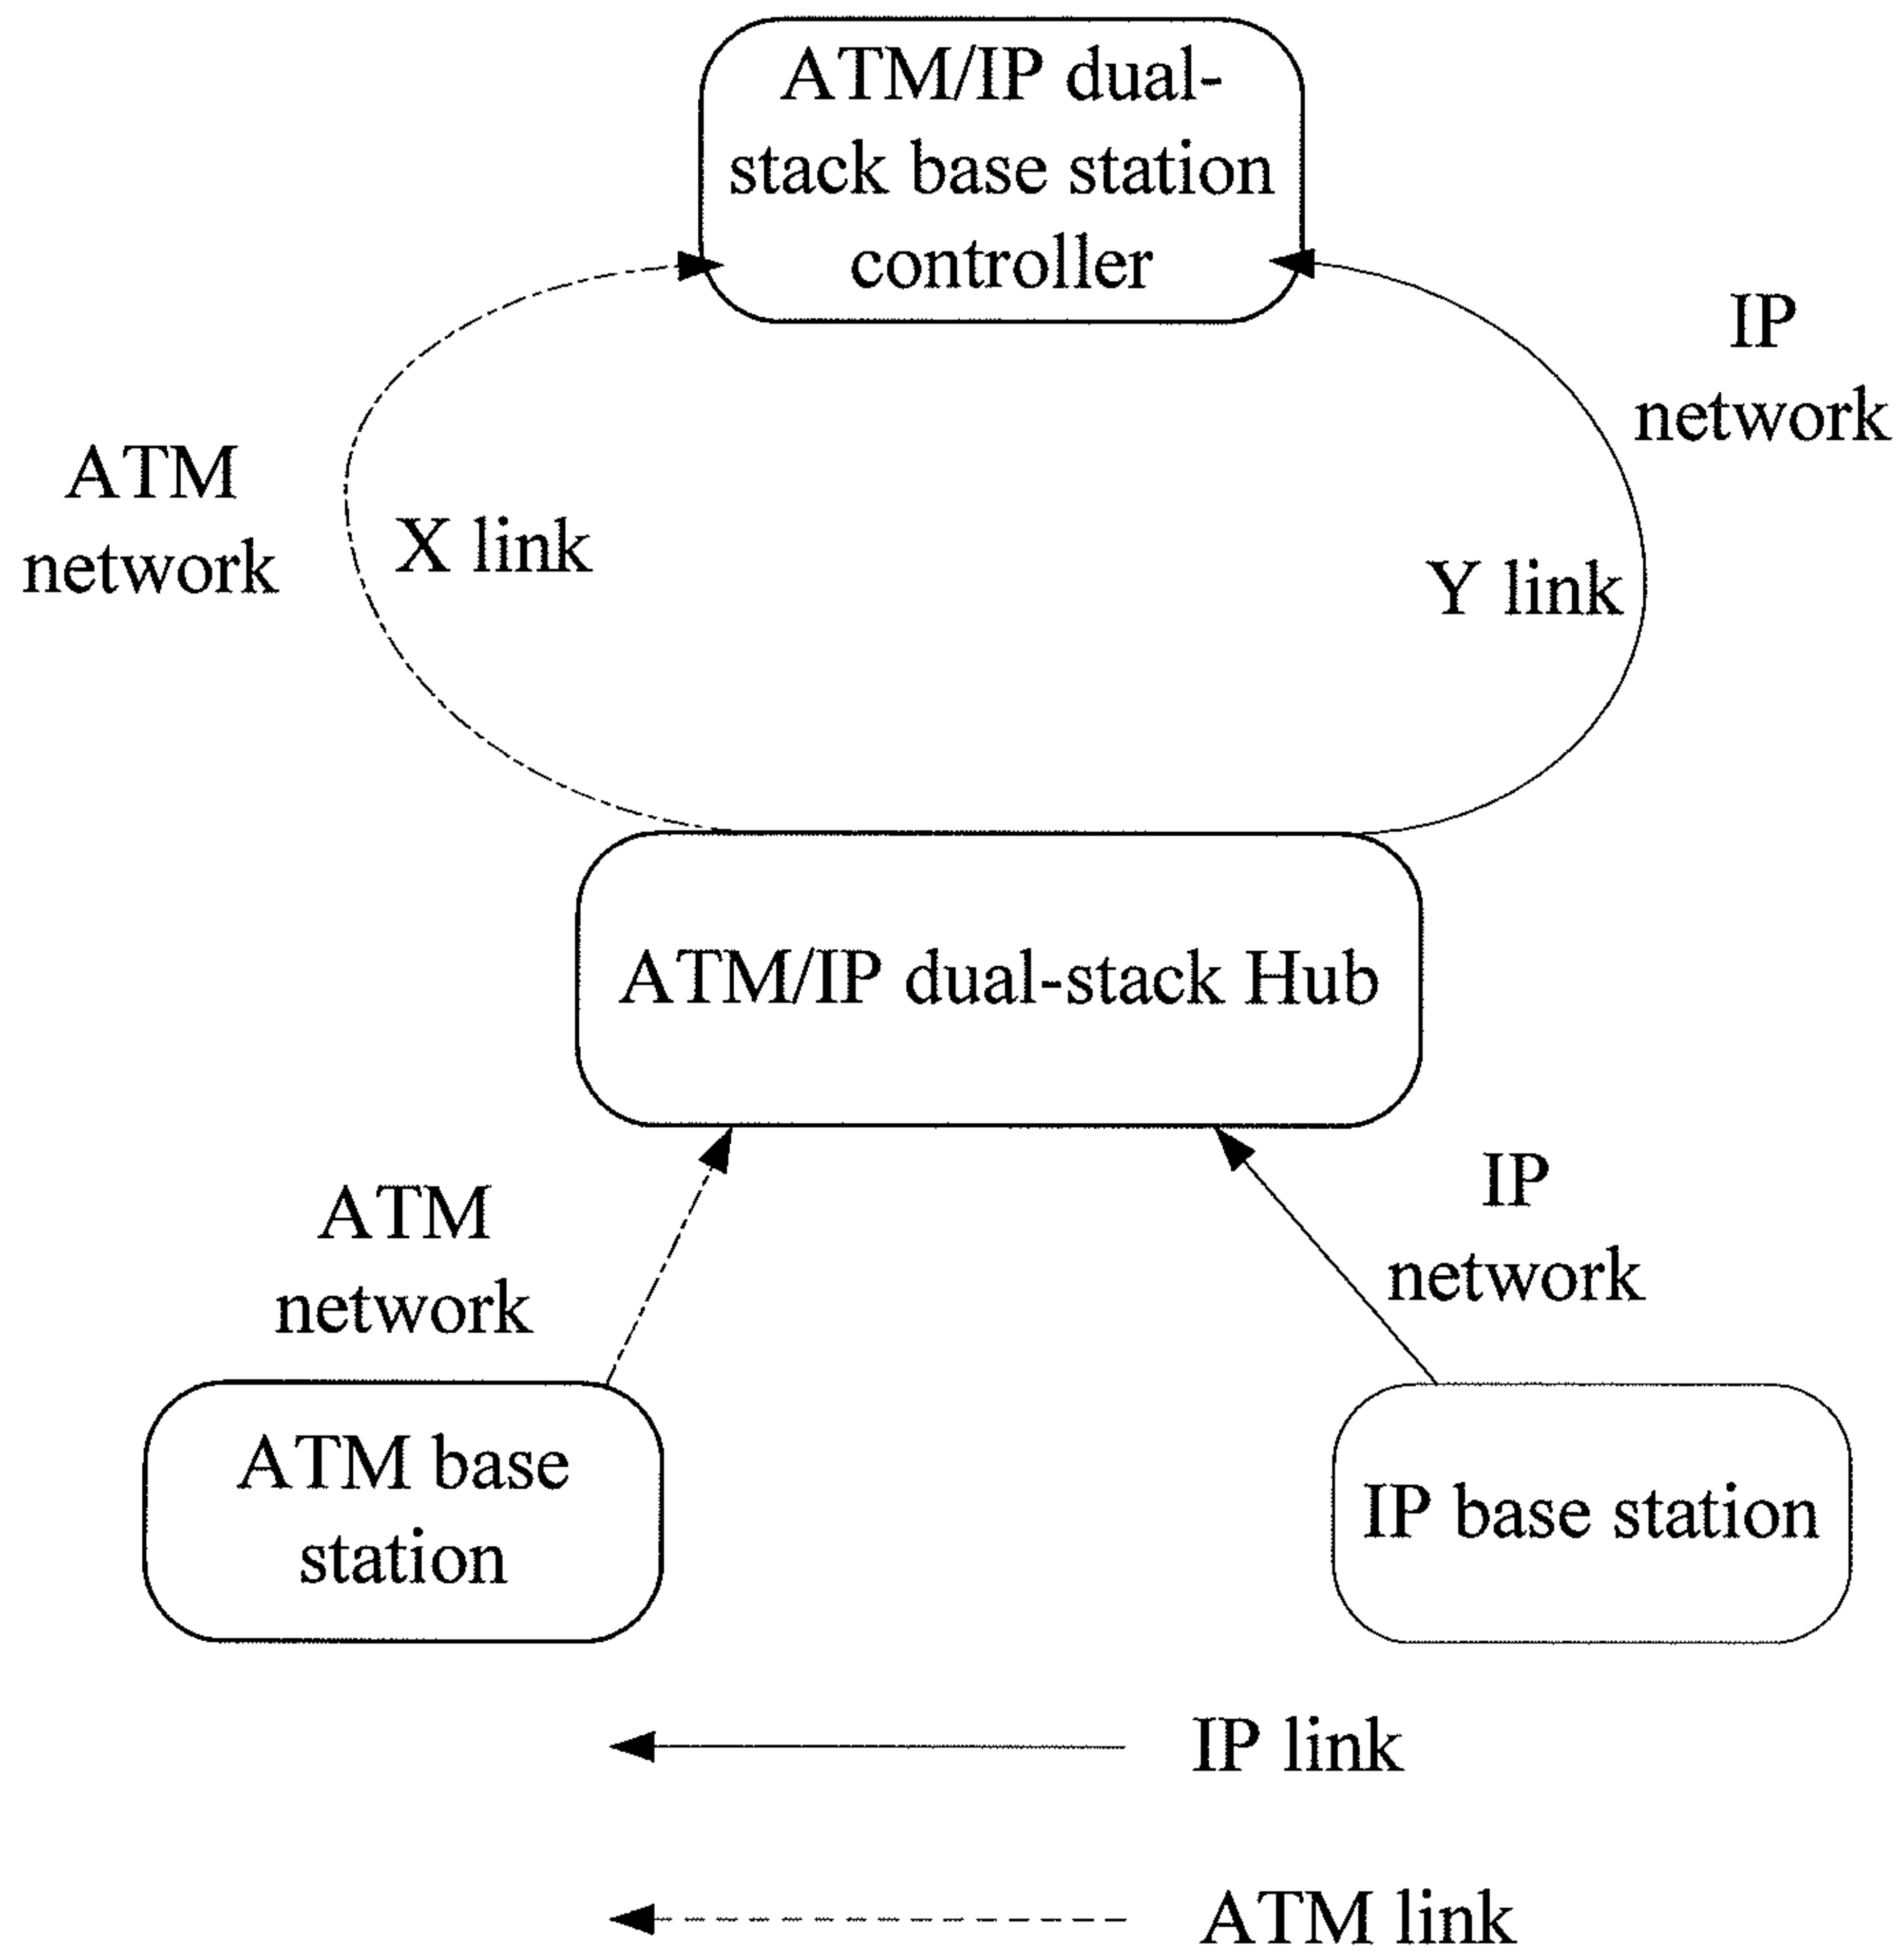 ATM/IP dual-
stack base station
controller
IP
network
ATM
network
X link
Y link
ATM/IP dual-stack Hub
ATM
network
IP
network
ATM base
station
IP base station
IP link
ATM link